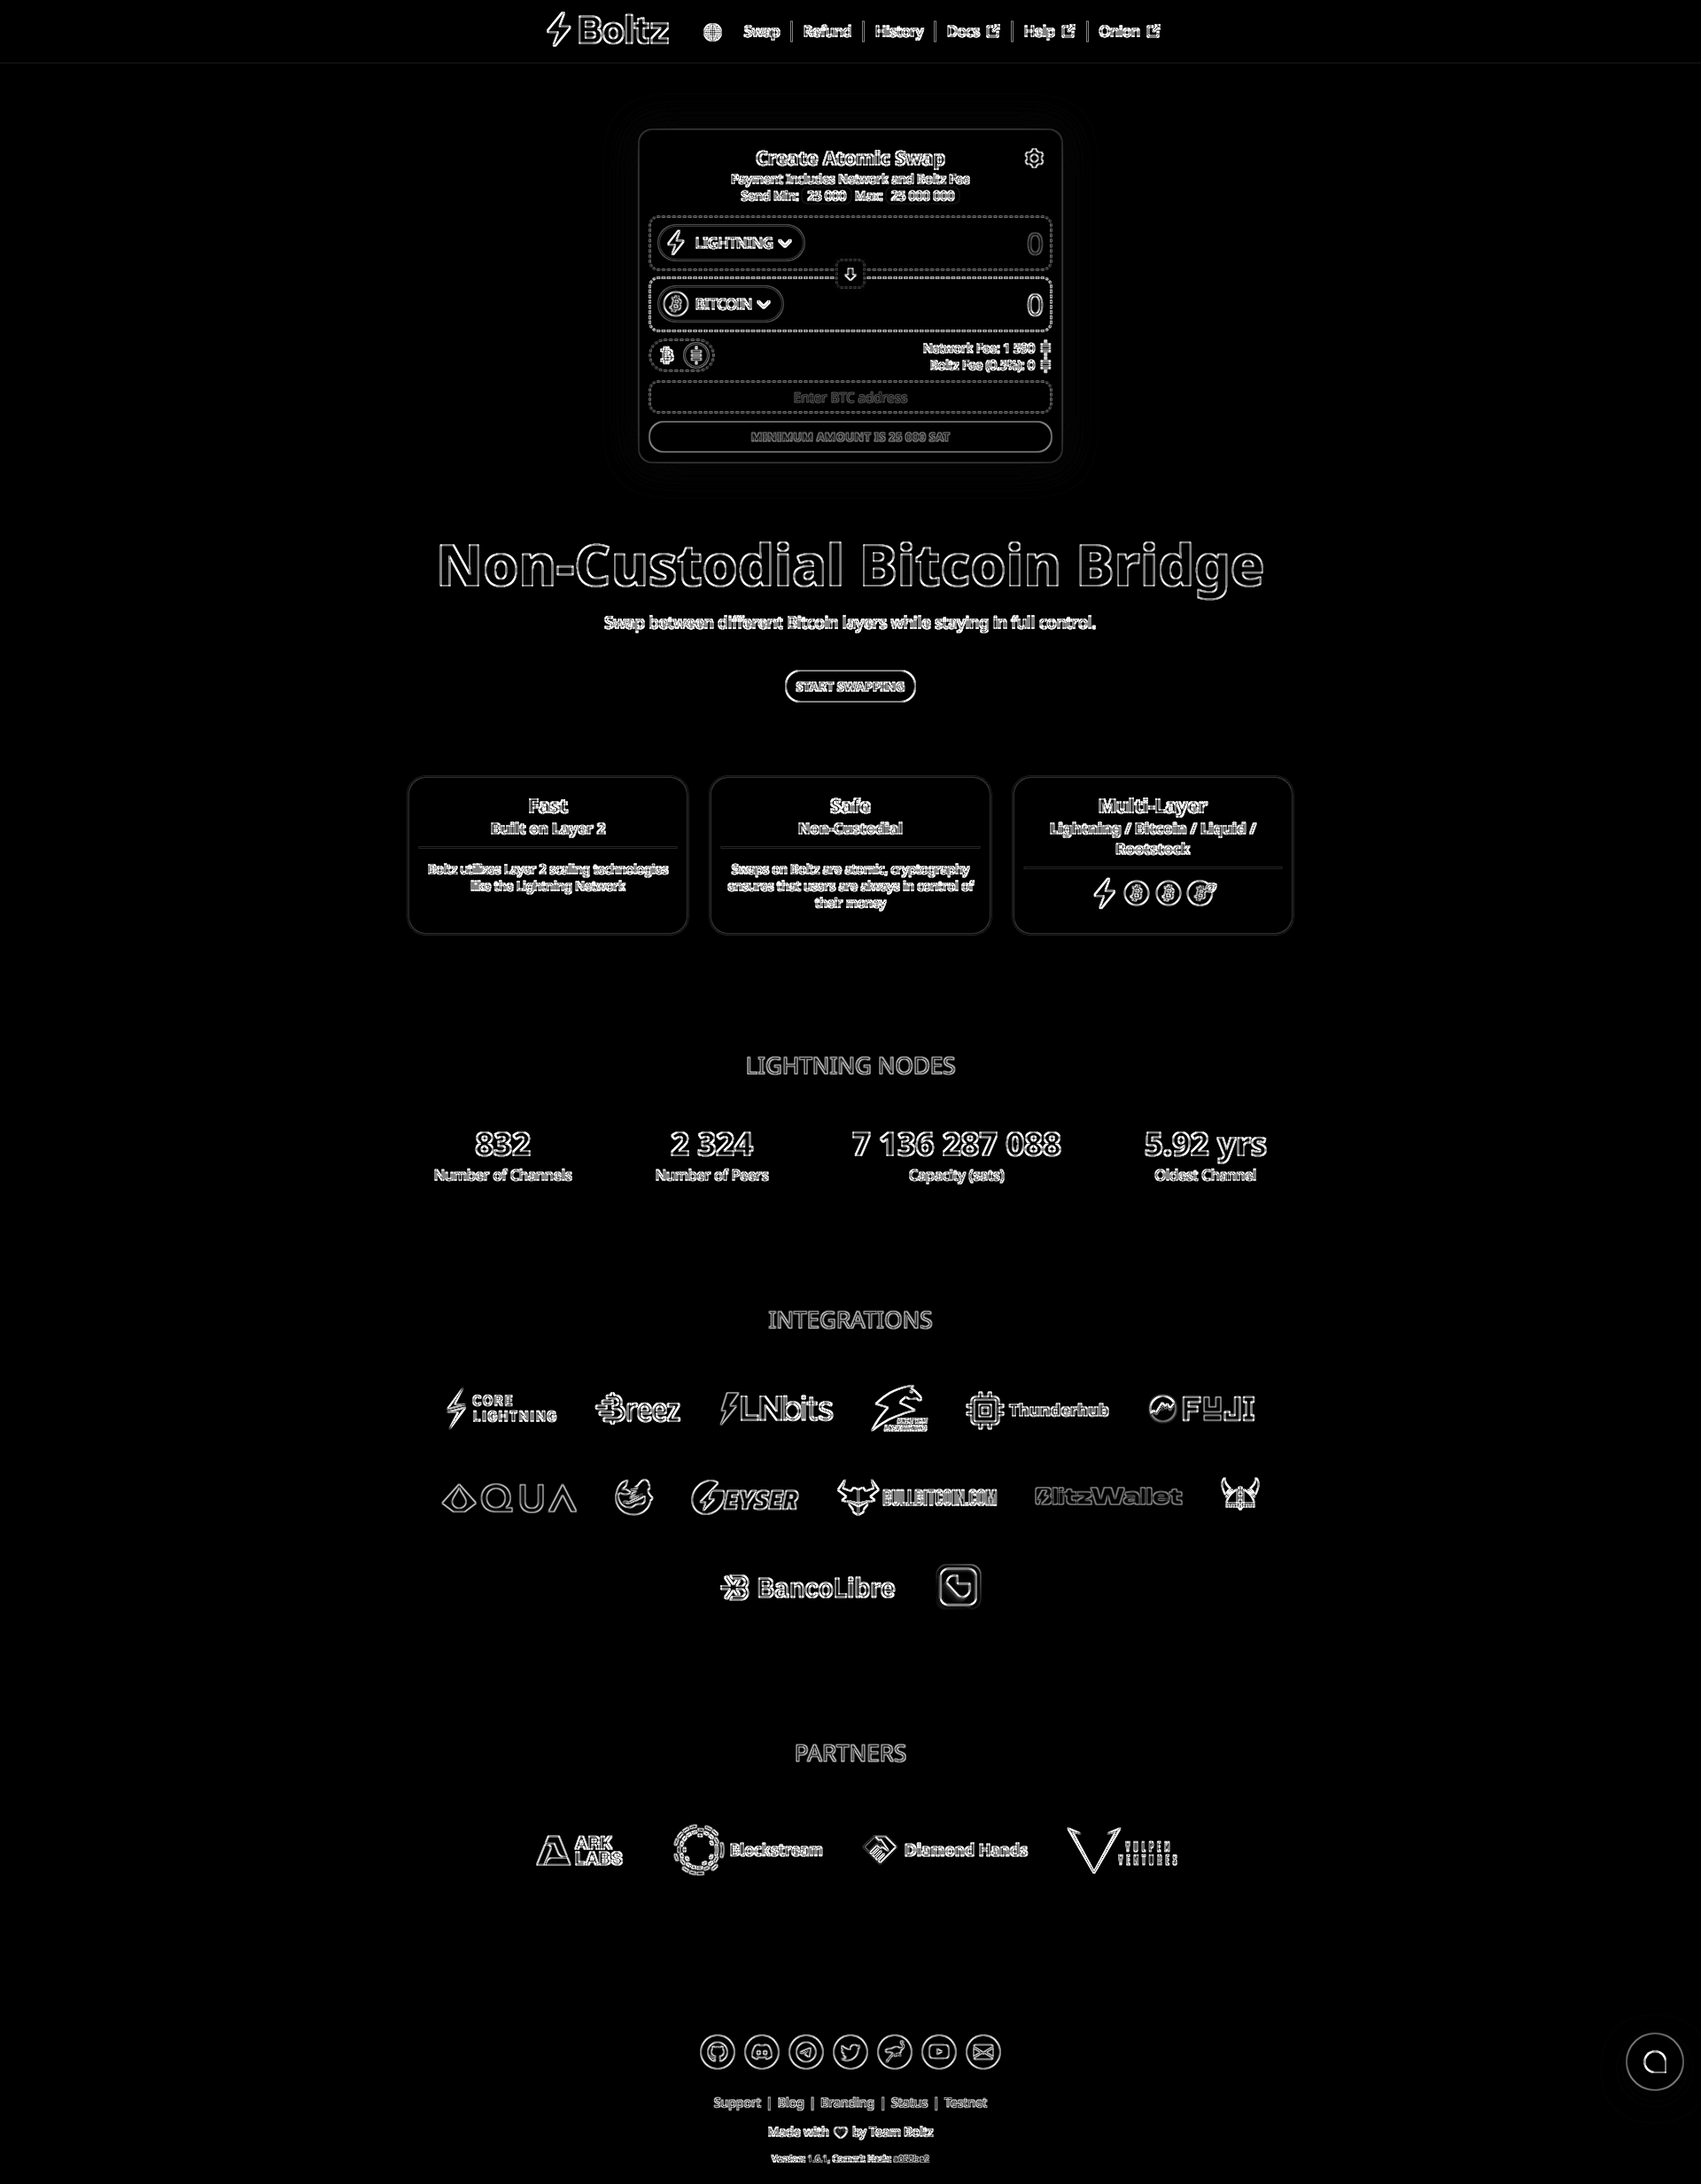 Boltz
Swap
Refund
History
Docs
Help
Onion
Create Atomic Swap
Payment includes Network and Boltz Fee
Send Min: 25 000 Max: 25 000 000
LIGHTNING
0
BITCOIN
0
Network Fee:
Boltz Fee
0
Enter BTC address
MINIMUM AMOUNT IS 25 000 SAT
Non-Custodial Bitcoin Bridge
Swap between different Bitcoin layers while staying in full control.
START SWAPPING
Fast
Built on Layer 2
Boltz utilizes Layer 2 scaling technologies
like the Lightning Network
Safe
Non-Custodial
Swaps on Boltz are atomic, cryptography
ensures that users are always in control of
their money
Multi-Layer
Lightning / Bitcoin / Liquid /
Rootstock
LIGHTNING NODES
832
Number of Channels
2 324
Number of Peers
7 136 287 088
Capacity (sats)
5.92 yrs
Oldest Channel
INTEGRATIONS
CORE
LIGHTNING
Breez
LNbits
Thunderhub
FUJI
AQUA
GEYSER
BULLBITCOIN.COM
BlitzWallet
BancoLibre
PARTNERS
ARK
LABS
Blockstream
Diamond Hands
VULPEM
VENTURES
Support | Blog | Branding | Status | Testnet
Made with by Team Boltz
Version: 1.6.1, Commit Hash: